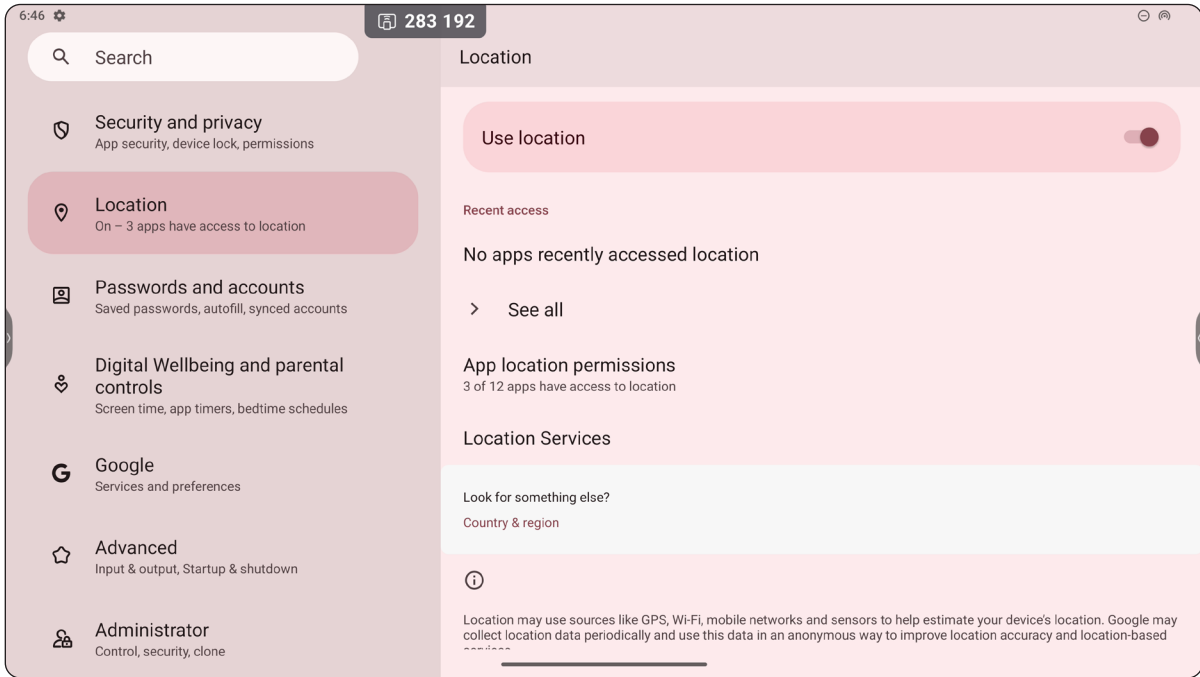 6:46
283 192
Search
Security and privacy
App security, device lock, permissions
Location
On – 3 apps have access to location
Passwords and accounts
Saved passwords, autofill, synced accounts
Digital Wellbeing and parental
controls
Screen time, app timers, bedtime schedules
Google
Services and preferences
Advanced
Input & output, Startup & shutdown
Administrator
Control, security, clone
Location
Use location
Recent access
No apps recently accessed location
See all
App location permissions
3 of 12 apps have access to location
Location Services
Look for something else?
Country & region
Location may use sources like GPS, Wi-Fi, mobile networks and sensors to help estimate your device's location. Google may
collect location data periodically and use this data in an anonymous way to improve location accuracy and location-based